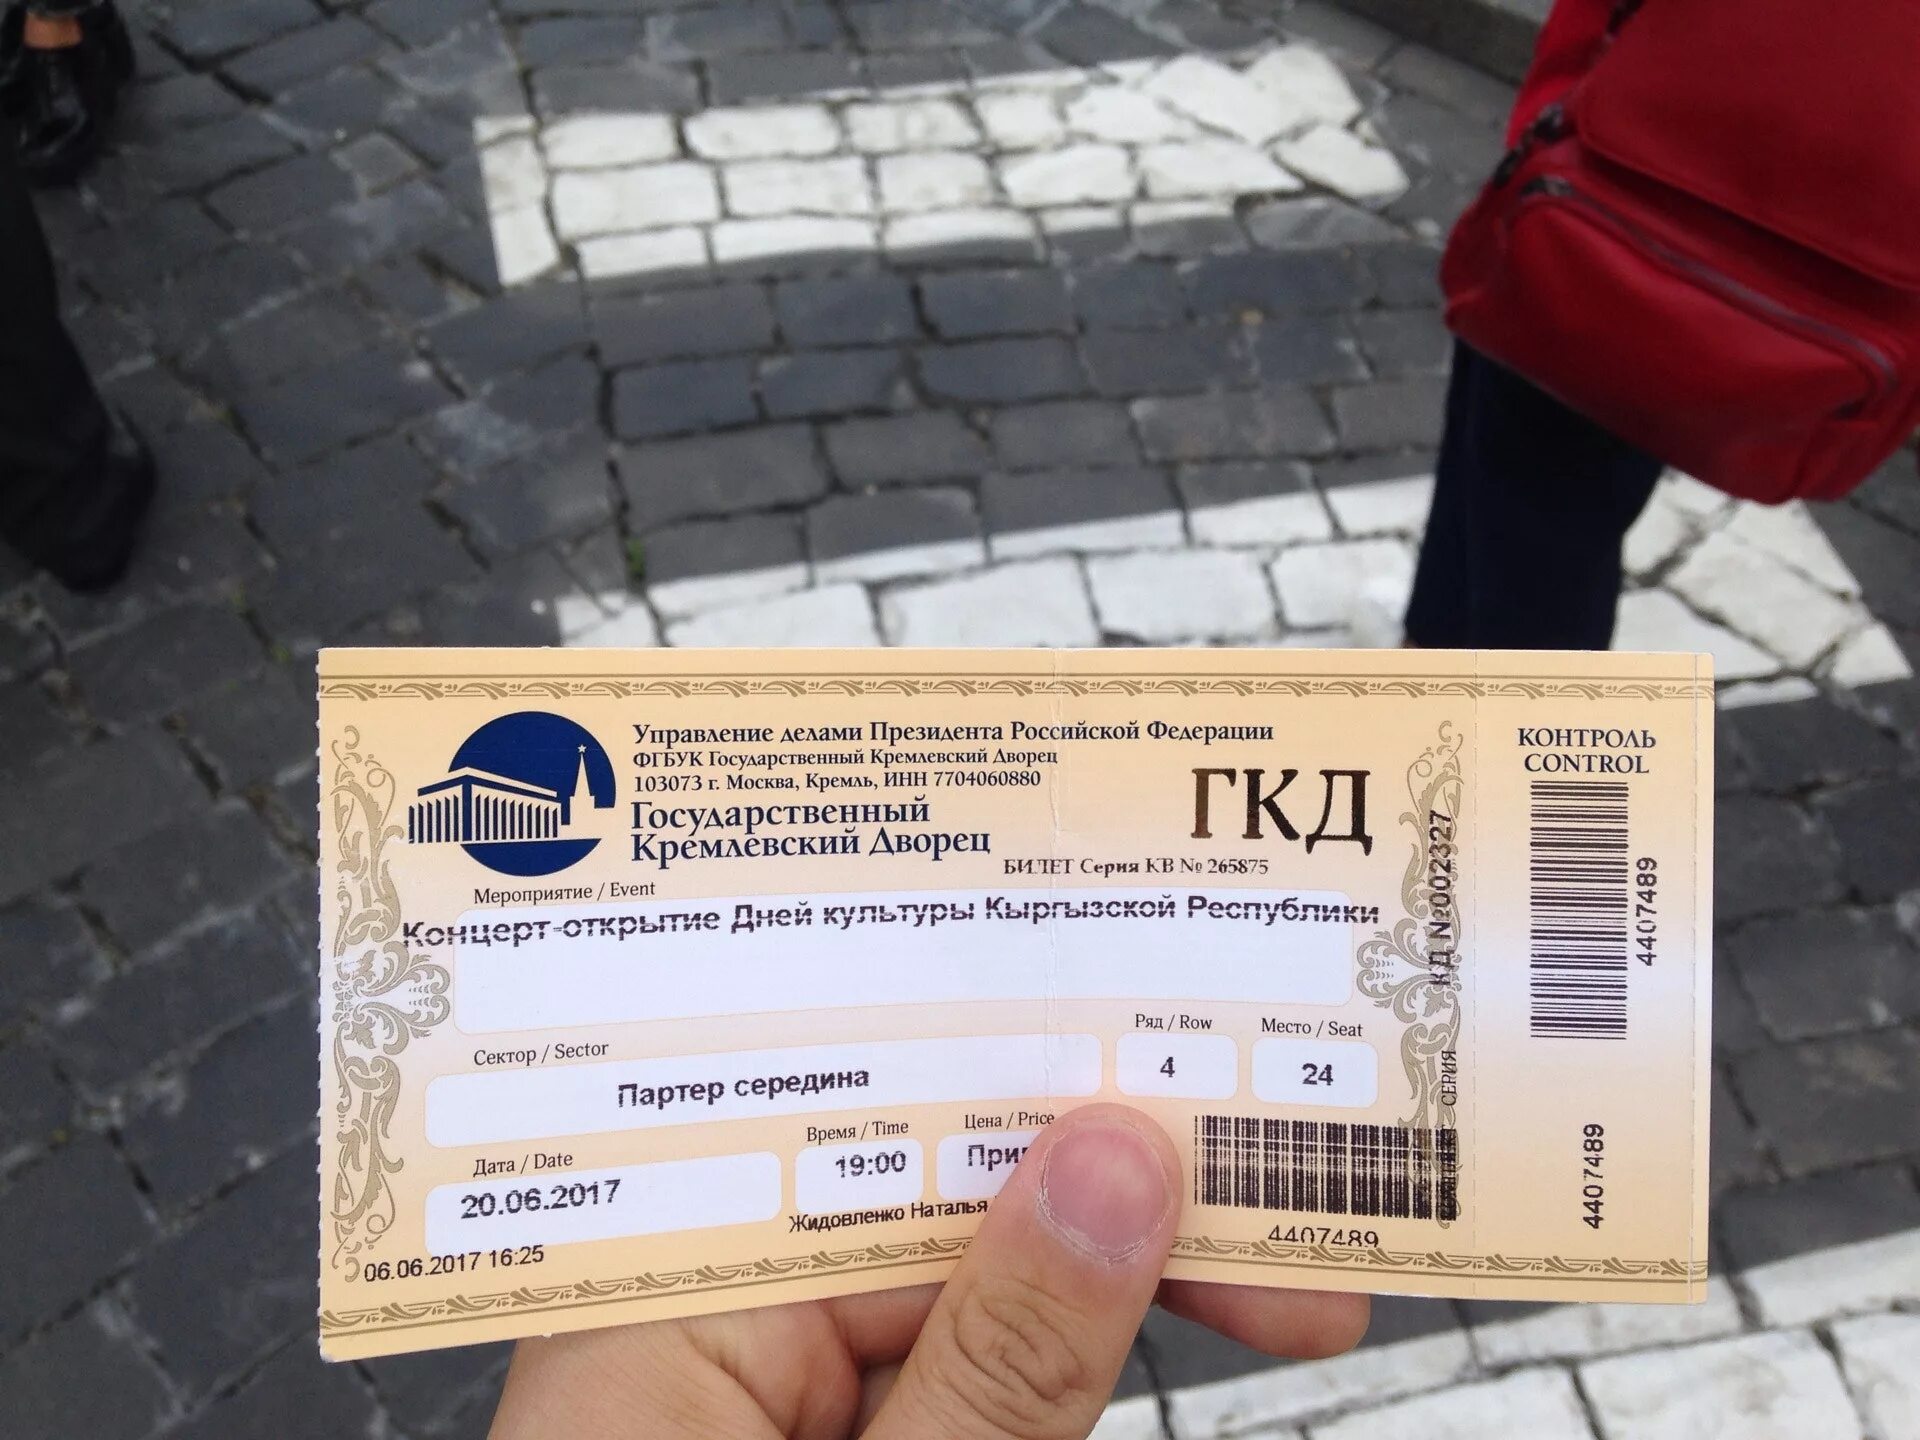 Управление делами Президента Российской Федерации
ФГБУК Государственный Кремлевский Дворец
103073 г. Москва, Кремль, ИНН 7704060880
Государственный
Кремлевский Дворец
ГКД
БИЛЕТ Серия КВ № 265875
Мероприятие / Event
Концерт-открытие Дней культуры Кыргызской Республики
Сектор / Sector
Партер середина
Ряд / Row
4
Место / Seat
24
Дата / Date
20.06.2017
Время / Time
19:00
Цена / Price
Жидовленко Наталья
06.06.2017 16:25
4407489
КД №2002327
СЕРИЯ
КОНТРОЛЬ
CONTROL
4407489
4407489